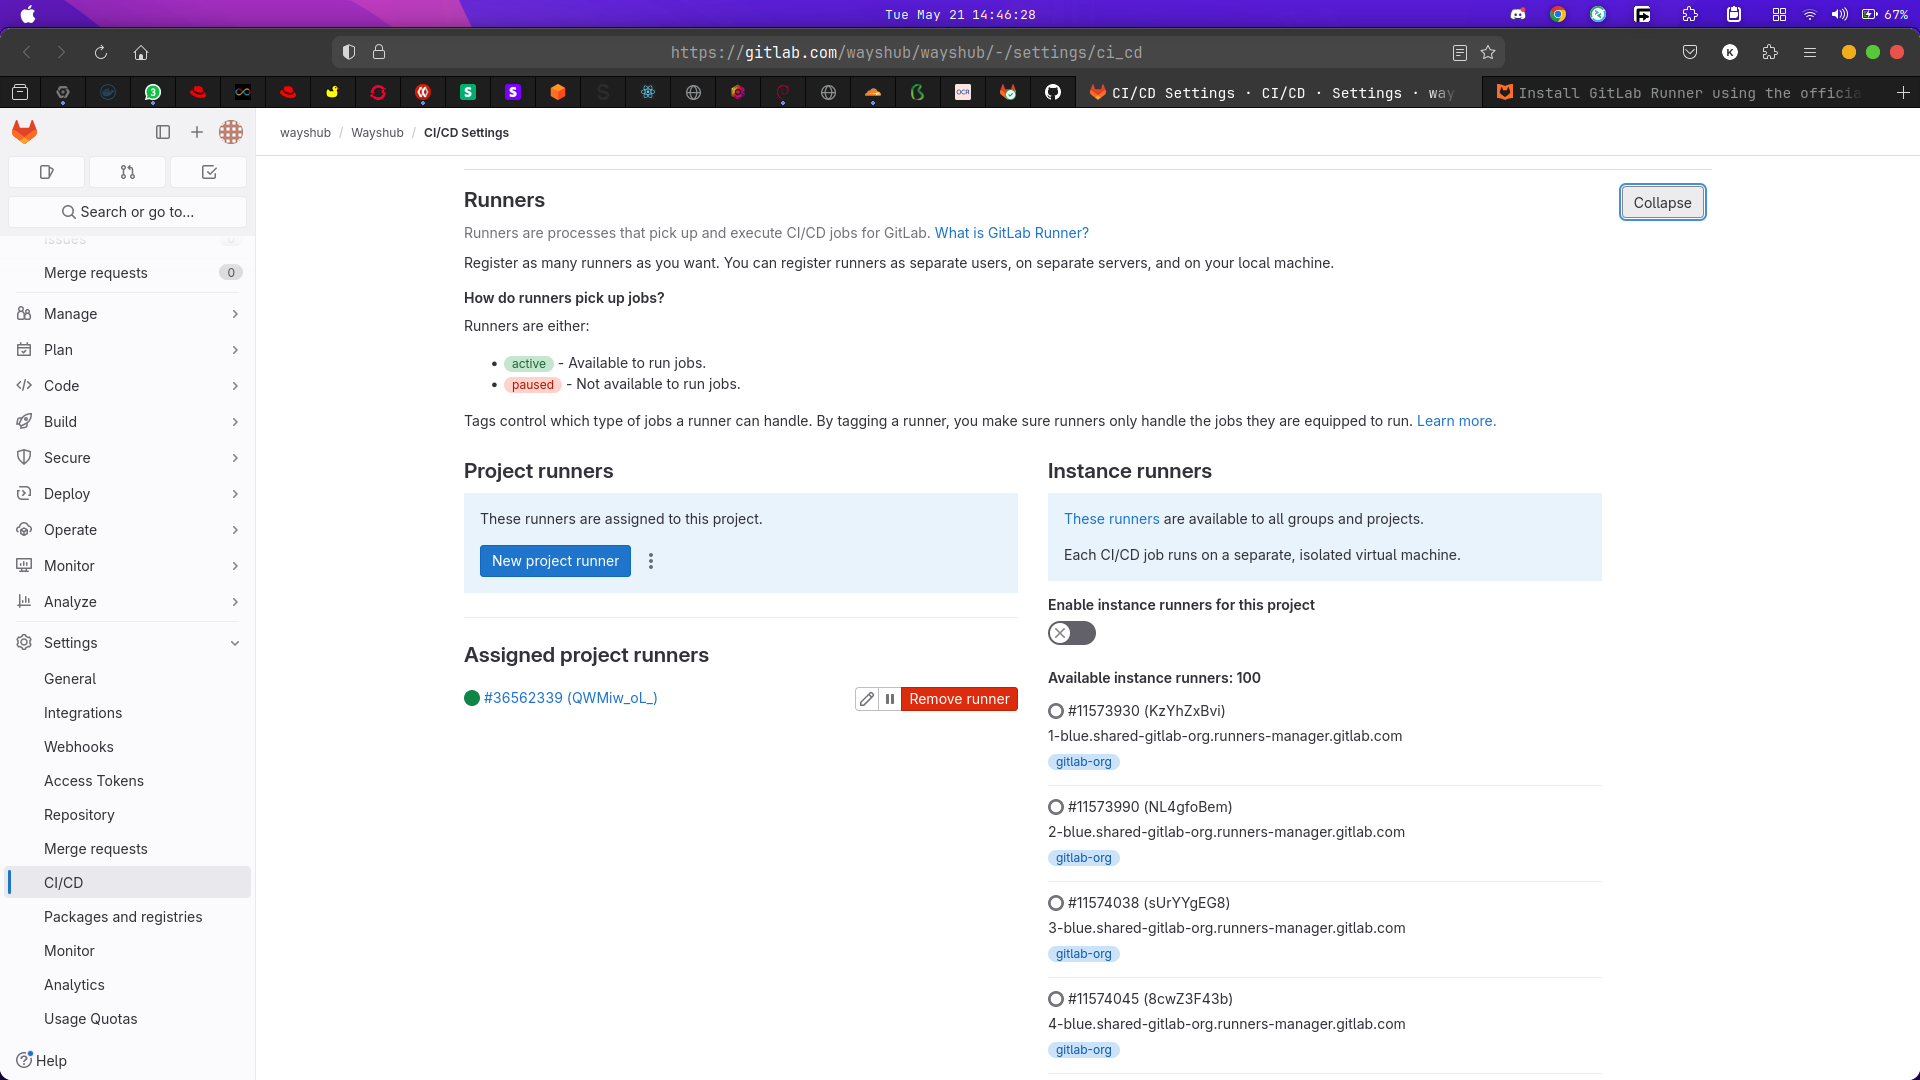 Tue May 21 14:46:28
67%
https://gitlab.com/wayshub/wayshub/-/settings/ci_cd
K
3
S
S
S
OCR
CI/CD Settings · CI/CD · Settings · way
Install GitLab Runner using the officia
wayshub / Wayshub / CI/CD Settings
Search or go to...
Issues 0
Merge requests 0
Manage
Plan
Code
Build
Secure
Deploy
Operate
Monitor
Analyze
Settings
General
Integrations
Webhooks
Access Tokens
Repository
Merge requests
CI/CD
Packages and registries
Monitor
Analytics
Usage Quotas
Help
Runners
Collapse
Runners are processes that pick up and execute CI/CD jobs for GitLab. What is GitLab Runner?
Register as many runners as you want. You can register runners as separate users, on separate servers, and on your local machine.
How do runners pick up jobs?
Runners are either:
• active - Available to run jobs.
• paused - Not available to run jobs.
Tags control which type of jobs a runner can handle. By tagging a runner, you make sure runners only handle the jobs they are equipped to run. Learn more.
Project runners
These runners are assigned to this project.
New project runner
Assigned project runners
#36562339 (QWMiw_oL_)
Remove runner
Instance runners
These runners are available to all groups and projects.
Each CI/CD job runs on a separate, isolated virtual machine.
Enable instance runners for this project
Available instance runners: 100
#11573930 (KzYhZxBvi)
1-blue.shared-gitlab-org.runners-manager.gitlab.com
gitlab-org
#11573990 (NL4gfoBem)
2-blue.shared-gitlab-org.runners-manager.gitlab.com
gitlab-org
#11574038 (sUrYYgEG8)
3-blue.shared-gitlab-org.runners-manager.gitlab.com
gitlab-org
#11574045 (8cwZ3F43b)
4-blue.shared-gitlab-org.runners-manager.gitlab.com
gitlab-org